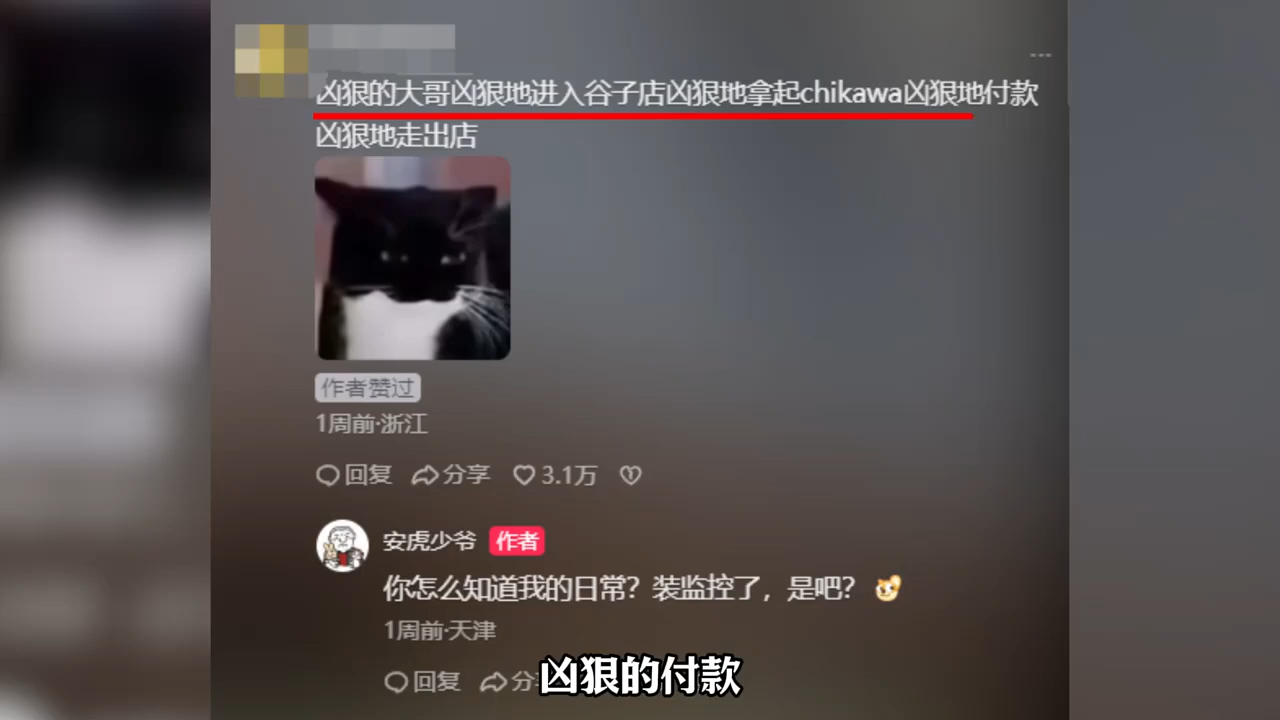 凶狠的大哥凶狠地进入谷子店凶狠地拿起chikawa凶狠地付款
凶狠地走出店
作者赞过
1周前·浙江
回复 分享 3.1万
安虎少爷 作者
你怎么知道我的日常？装监控了，是吧？
1周前·天津
回复 分
凶狠的付款